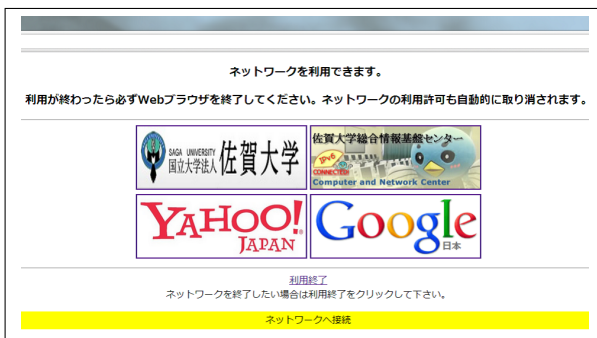 ネットワークを利用できます。
利用が終わったら必ずWebブラウザを終了してください。ネットワークの利用許可も自動的に取り消されます。
SAGA UNIVERSITY
国立大学法人 佐賀大学
佐賀大学総合情報基盤センター
IPv6
CONNECTED
Computer and Network Center
YAHOO!
JAPAN
Google
日本
利用終了
ネットワークを終了したい場合は利用終了をクリックして下さい。
ネットワークへ接続